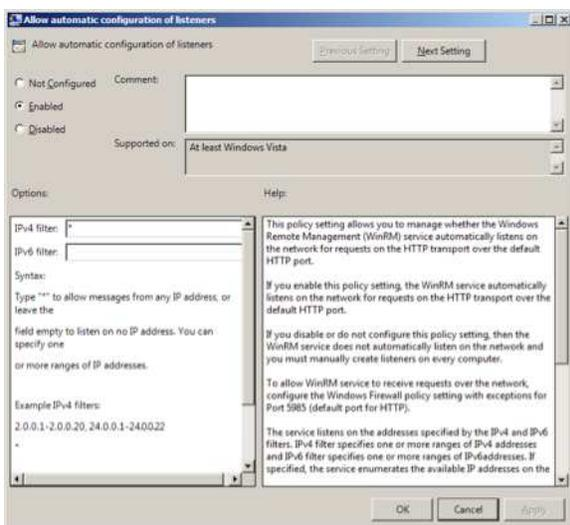 Allow automatic configuration of listeners
Allow automatic configuration of listeners
Previous Setting
Next Setting
Not Configured
Comment:
Enabled
Disabled
Supported on:
At least Windows Vista
Options:
Help:
IPv4 filter: *
IPv6 filter:
Syntax:
Type "*" to allow messages from any IP address, or
leave the
field empty to listen on no IP address. You can
specify one
or more ranges of IP addresses.
Example IPv4 filters:
2.0.0.1-2.0.0.20, 24.0.0.1-24.0.0.22
*
This policy setting allows you to manage whether the Windows
Remote Management (WinRM) service automatically listens
on the network for requests on the HTTP transport over the
default HTTP port.
If you enable this policy setting, the WinRM service automatically
listens on the network for requests on the HTTP transport over the
default HTTP port.
If you disable or do not configure this policy setting, then the
WinRM service does not automatically listen on the network and
you must manually create listeners on every computer.
To allow WinRM service to receive requests over the network,
configure the Windows Firewall policy setting with exceptions for
Port 5985 (default port for HTTP).
The service listens on the addresses specified by the IPv4 and IPv6
filters. IPv4 filter specifies one or more ranges of IPv4 addresses
and IPv6 filter specifies one or more ranges of IPv6addresses. If
specified, the service enumerates the available IP addresses on the
OK
Cancel
Apply